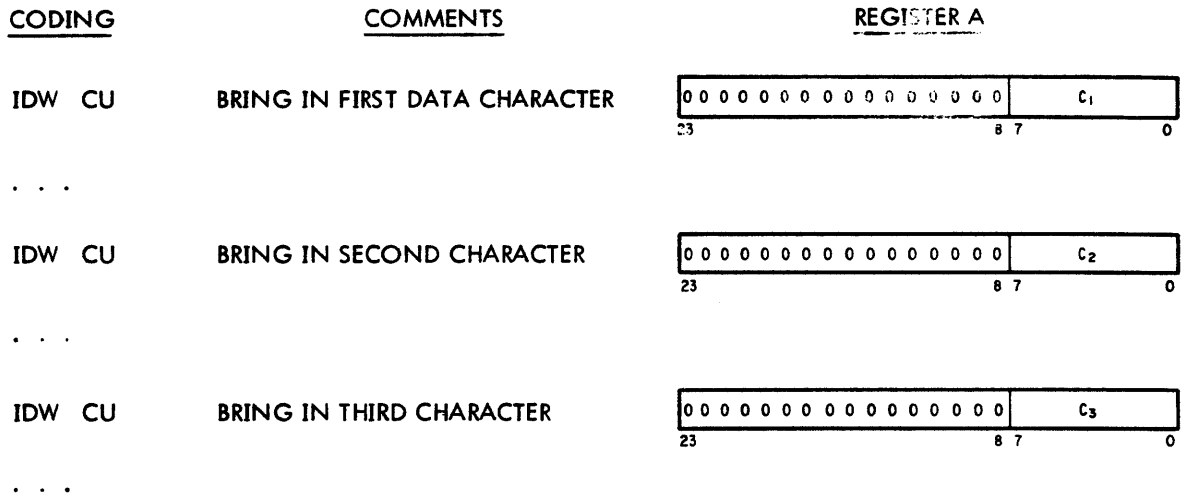 CODING COMMENTS REGISTER A
IDW CU BRING IN FIRST DATA CHARACTER 0 0 0 0 0 0 0 0 0 0 0 0 0 0 0 0 C₁
23 8 7 0
. . .
IDW CU BRING IN SECOND CHARACTER 0 0 0 0 0 0 0 0 0 0 0 0 0 0 0 0 C₂
23 8 7 0
. . .
IDW CU BRING IN THIRD CHARACTER 0 0 0 0 0 0 0 0 0 0 0 0 0 0 0 0 C₃
23 8 7 0
. . .